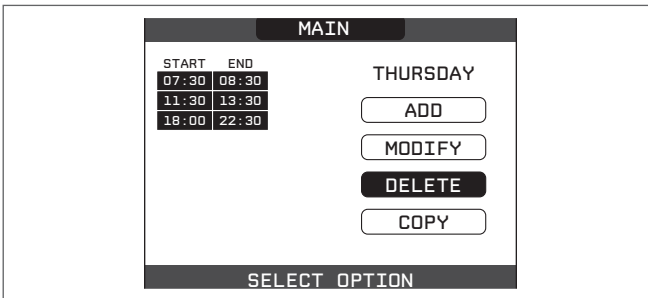 MAIN
START END
07:30 08:30
11:30 13:30
18:00 22:30
THURSDAY
ADD
MODIFY
DELETE
COPY
SELECT OPTION